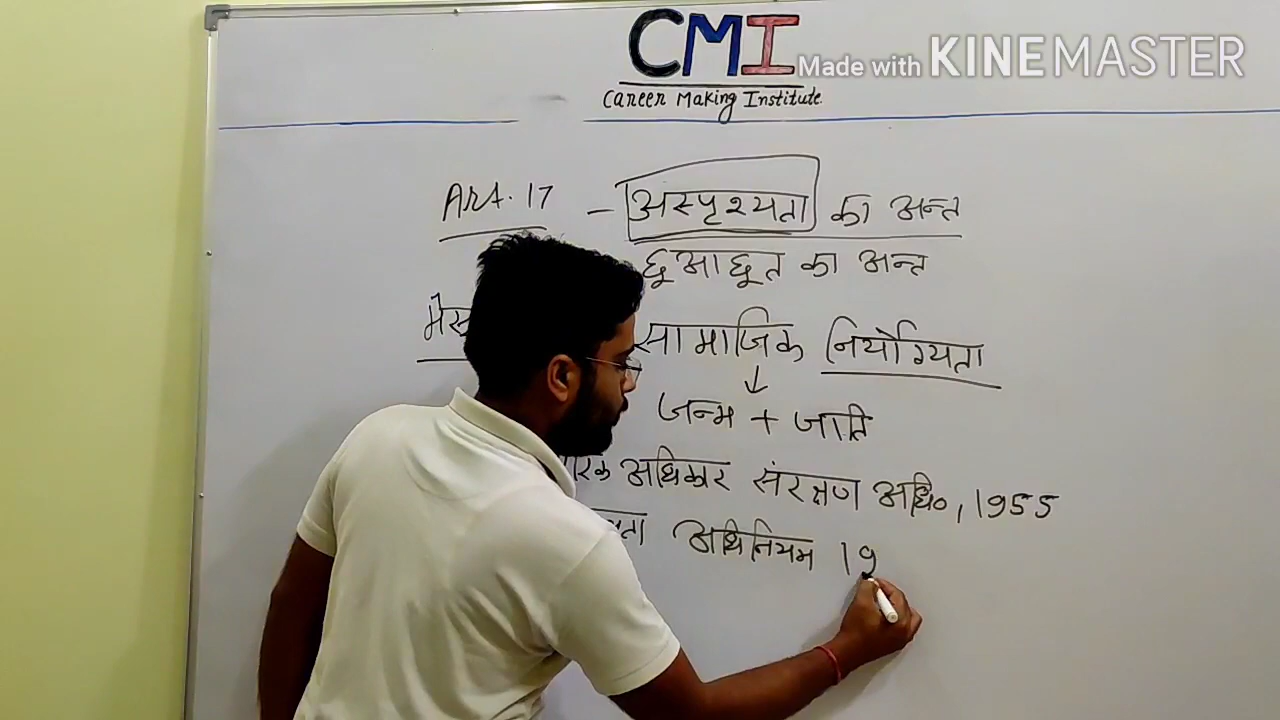 CMI
Made with KINEMASTER
Career Making Institute
Art. 17 - अस्पृश्यता का अन्त
छूआछूत का अन्त
सामाजिक निर्योग्यता
↓
जन्म + जाति
अधिकार संरक्षण अधि०, 1955
अधिनियम 19